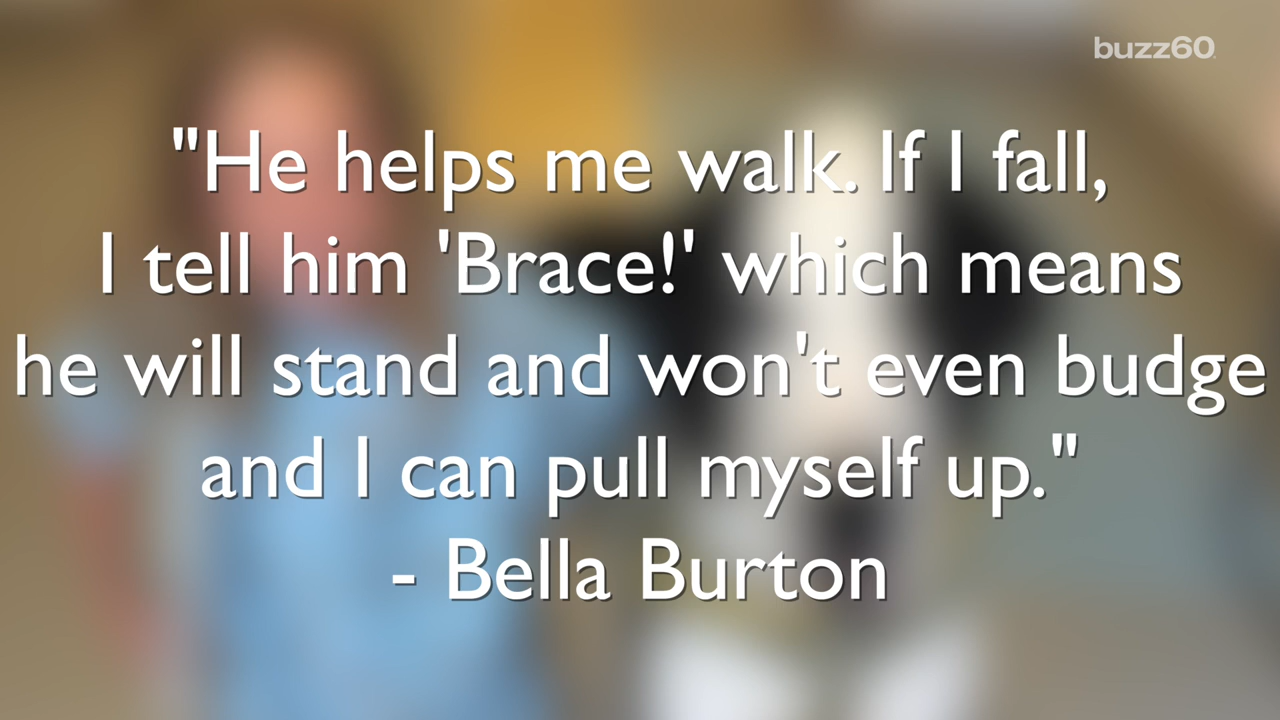 buzz60
"He helps me walk. If I fall,
I tell him 'Brace!' which means
he will stand and won't even budge
and I can pull myself up."
- Bella Burton